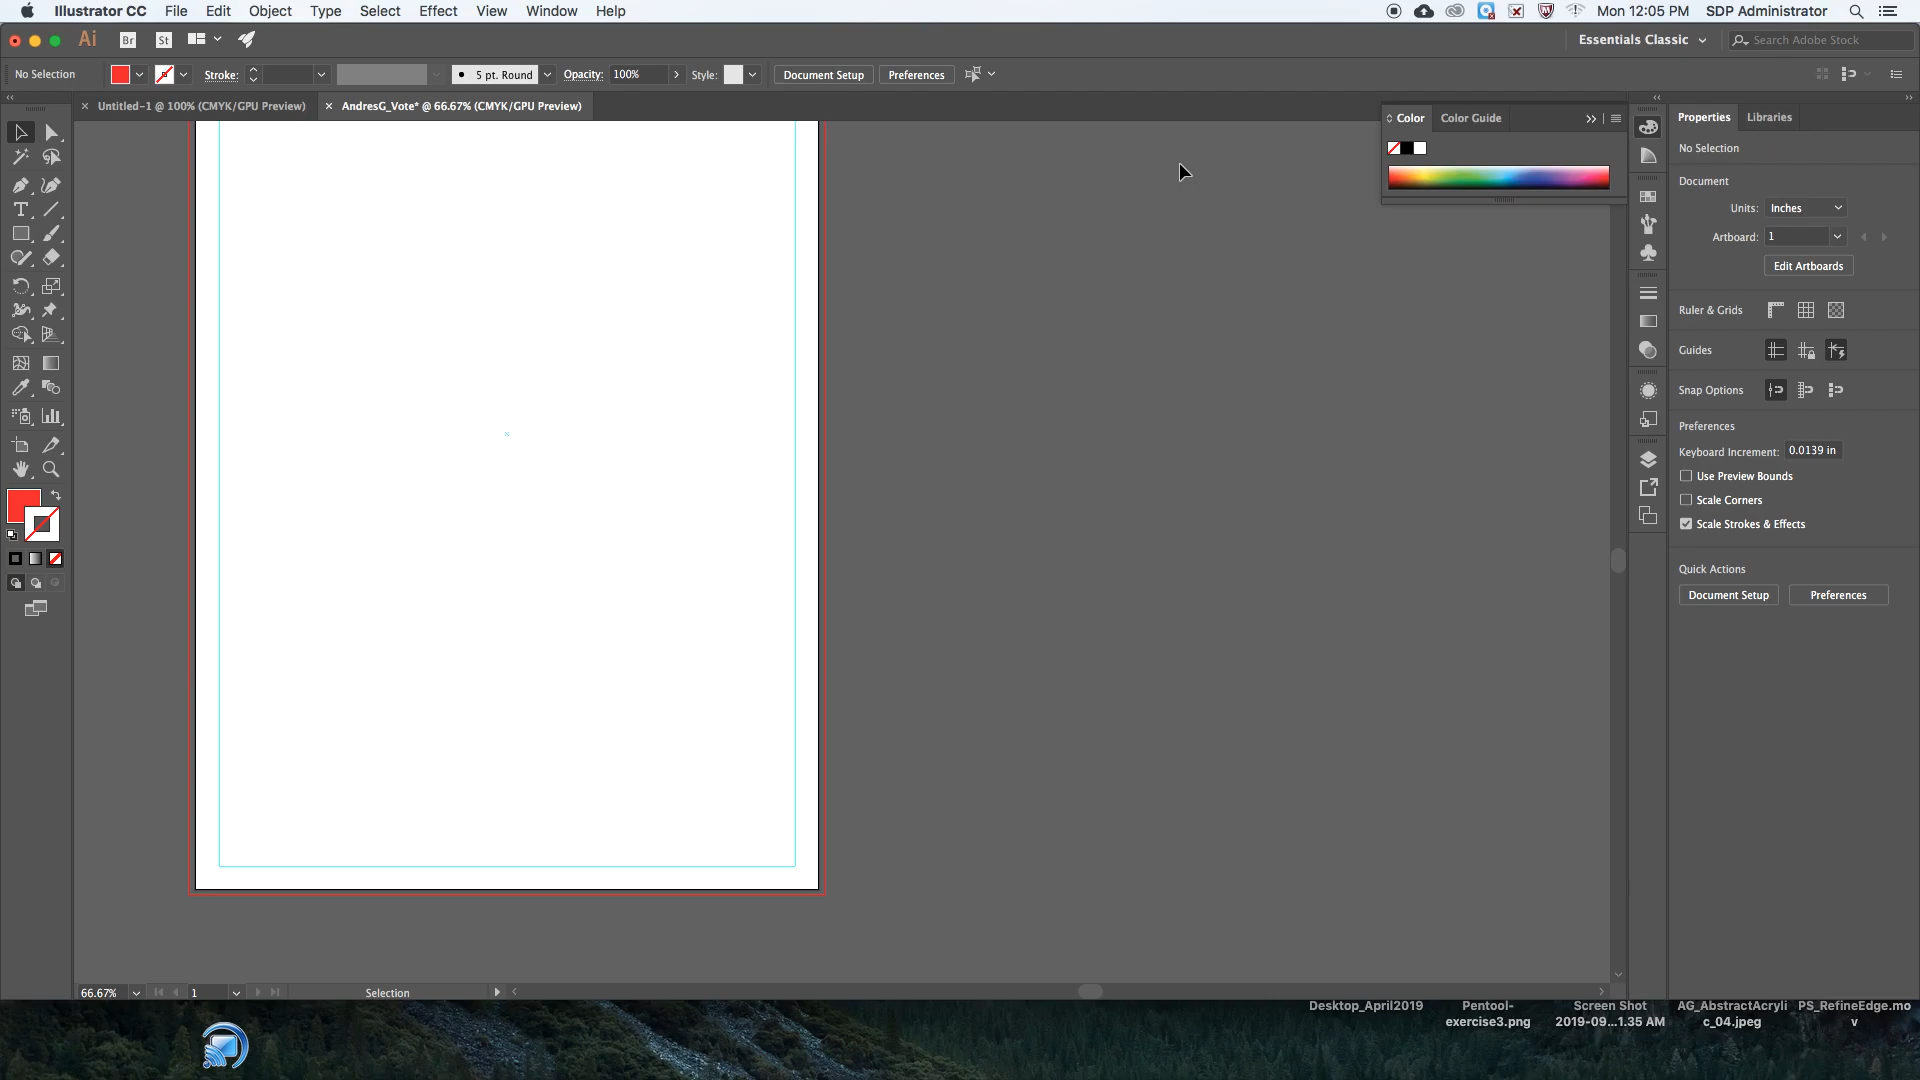 Illustrator CC File Edit Object Type Select Effect View Window Help Mon 12:05 PM SDP Administrator
Ai Br St Essentials Classic Search Adobe Stock
No Selection Stroke: 5 pt. Round Opacity: 100% Style: Document Setup Preferences
Untitled-1 @ 100% (CMYK/GPU Preview) AndresG_Vote* @ 66.67% (CMYK/GPU Preview)
Color Color Guide
Properties Libraries
No Selection
Document
Units: Inches
Artboard: 1
Edit Artboards
Ruler & Grids
Guides
Snap Options
Preferences
Keyboard Increment: 0.0139 in
Use Preview Bounds
Scale Corners
Scale Strokes & Effects
Quick Actions
Document Setup Preferences
66.67% 1 Selection
Desktop_April2019 Pentool- Screen Shot AG_AbstractAcryli PS_RefineEdge.mo
exercise3.png 2019-09...1.35 AM c_04.jpeg v